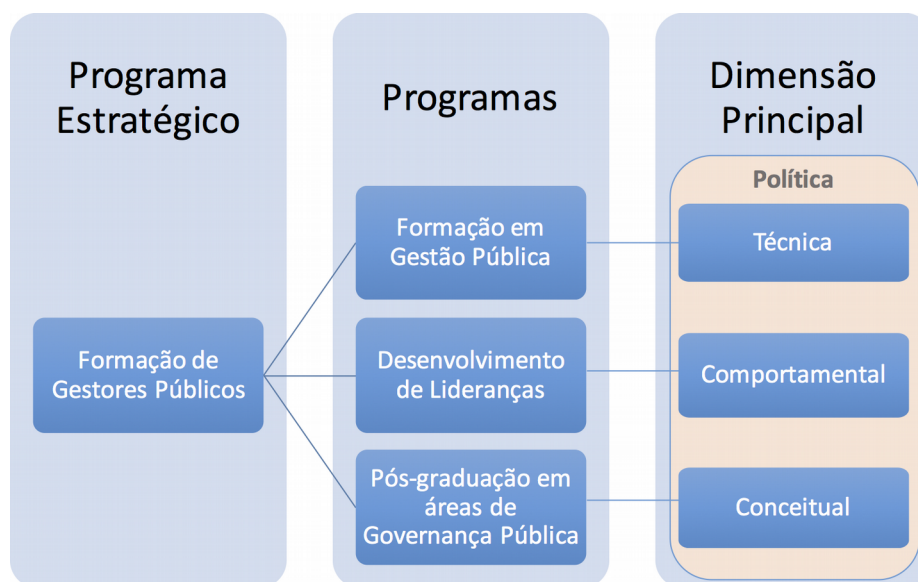 Programa
Estratégico
Formação de
Gestores Públicos
Programas
Formação em
Gestão Pública
Desenvolvimento
de Lideranças
Pós-graduação em
áreas de
Governança Pública
Dimensão
Principal
Política
Técnica
Comportamental
Conceitual